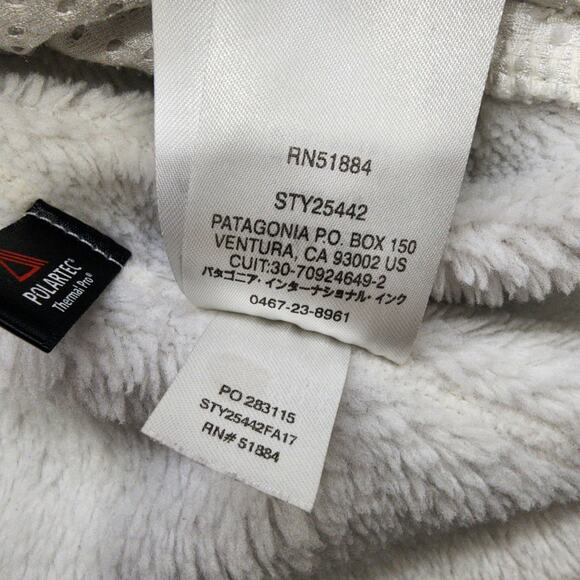 RN51884
STY25442
PATAGONIA P.O. BOX 150
VENTURA, CA 93002 US
CUIT:30-70924649-2
パタゴニア・インターナショナル・インク
0467-23-8961
POLARTEC®
Thermal Pro®
PO 283115
STY25442FA17
RN# 51884